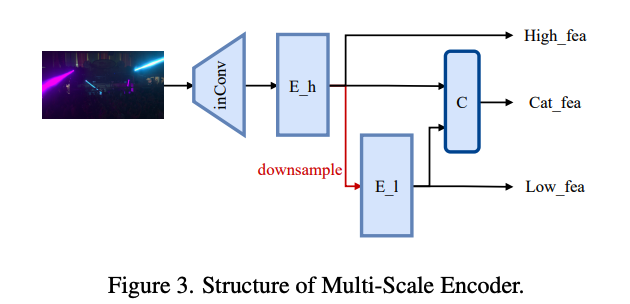 High_fea
inConv
E_h
C
Cat_fea
downsample
E_l
Low_fea
Figure 3. Structure of Multi-Scale Encoder.